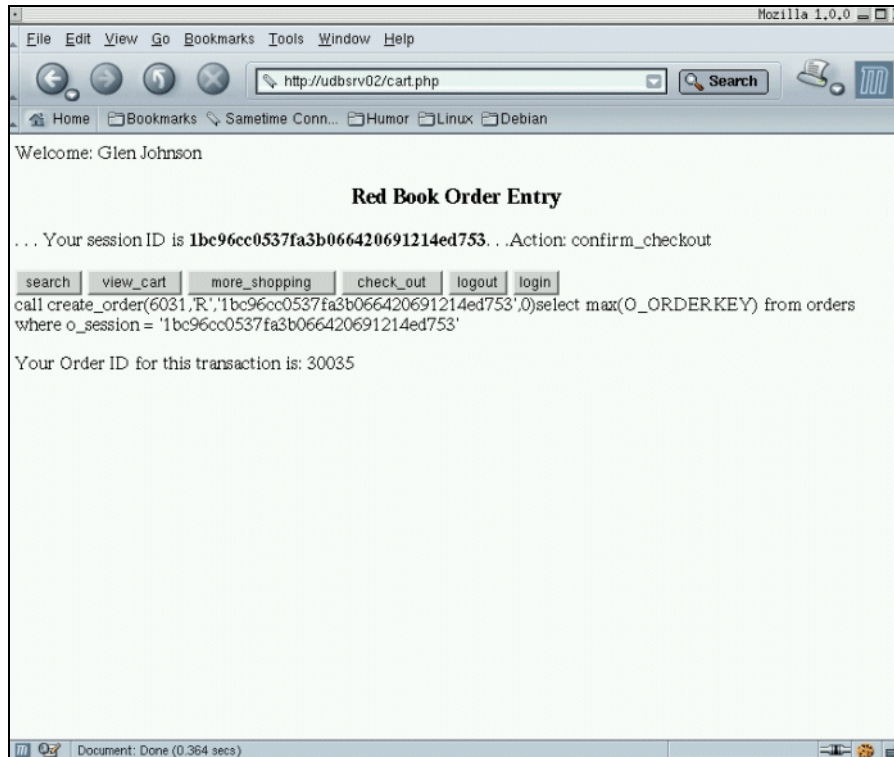 Mozilla 1.0.0
File Edit View Go Bookmarks Tools Window Help
http://udbsrv02/cart.php Search
Home Bookmarks Sametime Conn... Humor Linux Debian
Welcome: Glen Johnson
Red Book Order Entry
. . . Your session ID is 1bc96cc0537fa3b066420691214ed753. . .Action: confirm_checkout
search view_cart more_shopping check_out logout login
call create_order(6031,'R','1bc96cc0537fa3b066420691214ed753',0)select max(O_ORDERKEY) from orders
where o_session = '1bc96cc0537fa3b066420691214ed753'
Your Order ID for this transaction is: 30035
Document: Done (0.364 secs)